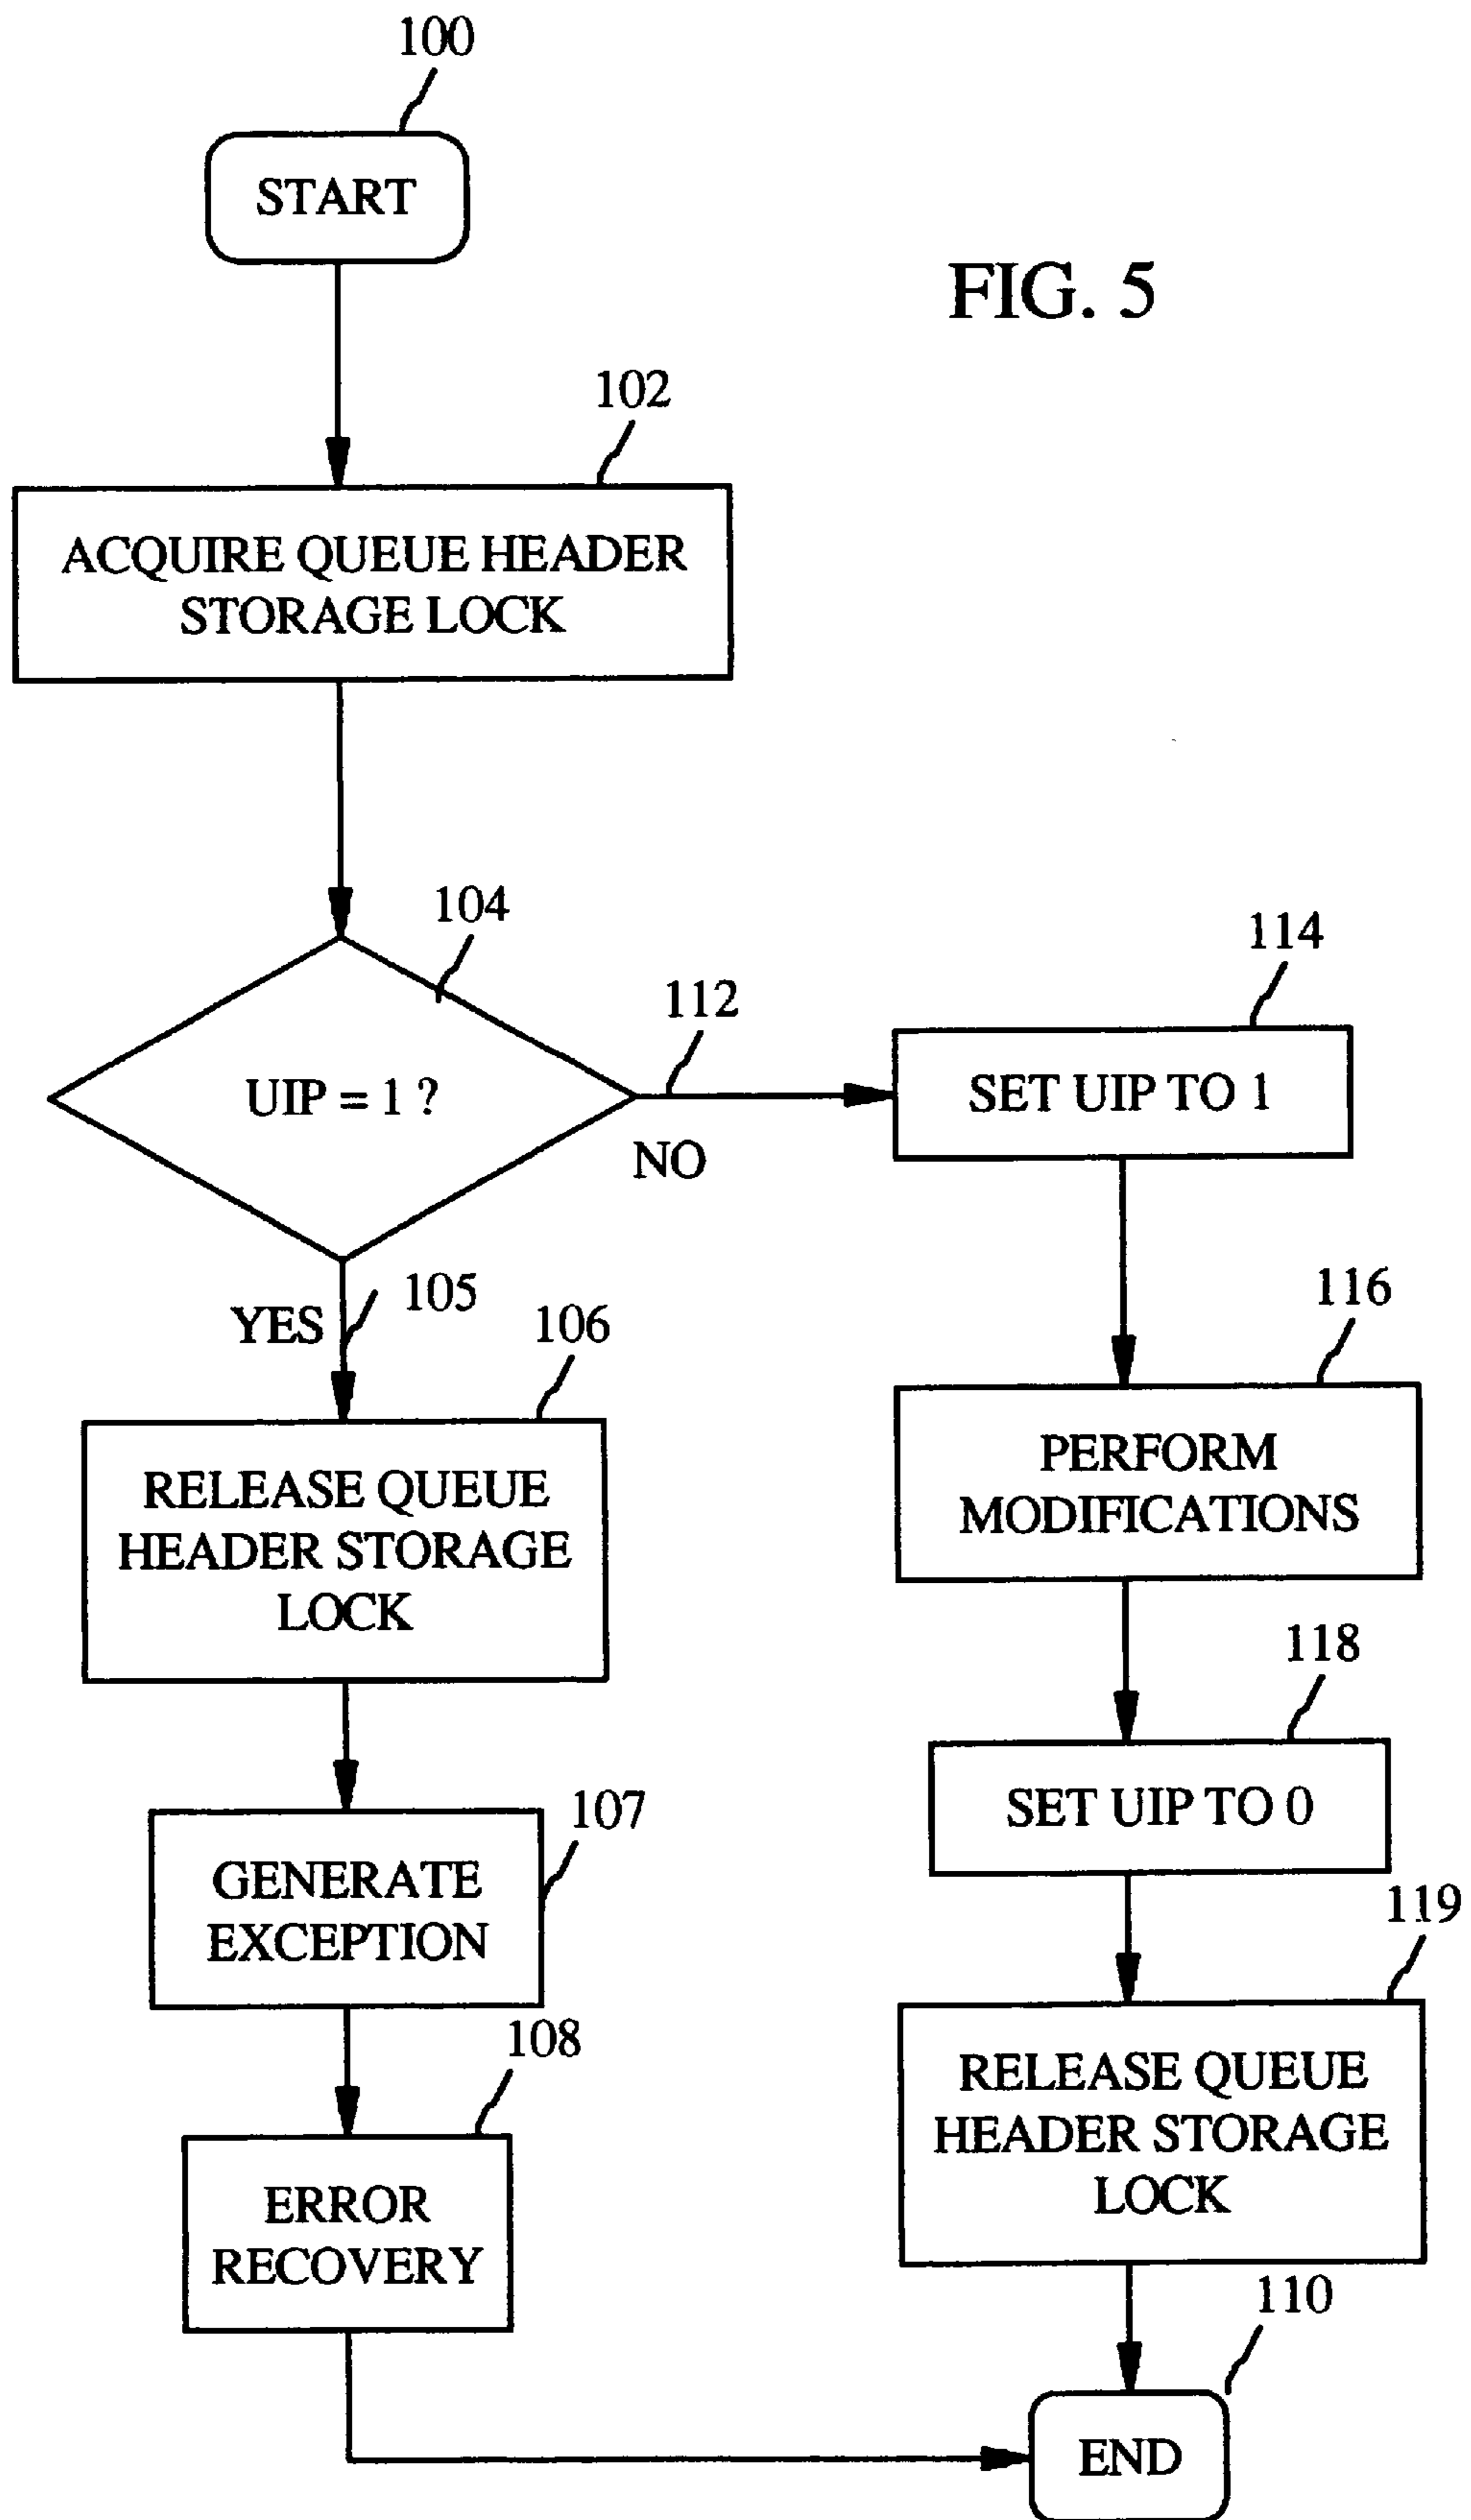 100
START
FIG. 5
102
ACQUIRE QUEUE HEADER
STORAGE LOCK
104
UIP = 1 ?
112
NO
114
SET UIP TO 1
YES
105
106
RELEASE QUEUE
HEADER STORAGE
LOCK
116
PERFORM
MODIFICATIONS
118
SET UIP TO 0
107
GENERATE
EXCEPTION
119
RELEASE QUEUE
HEADER STORAGE
LOCK
108
ERROR
RECOVERY
110
END